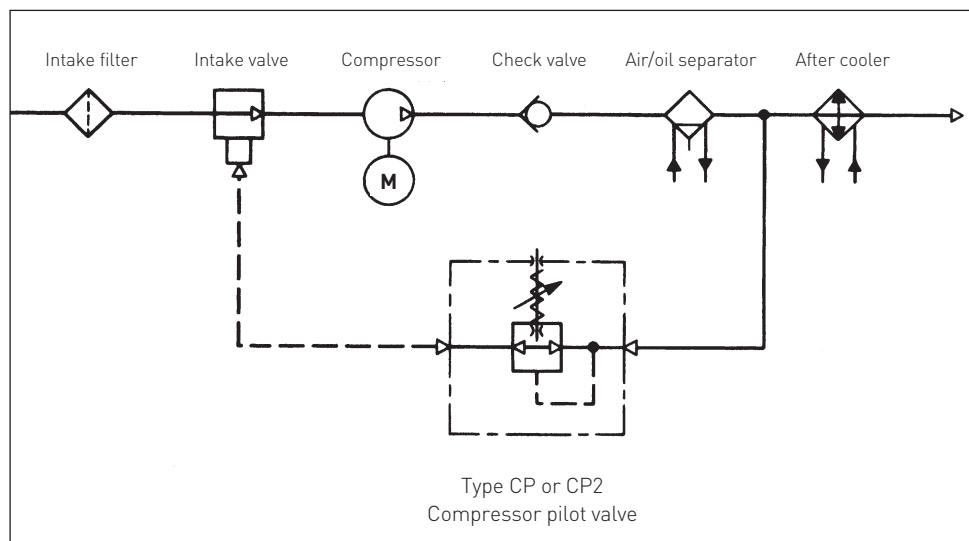 Intake filter
Intake valve
Compressor
Check valve
Air/oil separator
After cooler
M
Type CP or CP2
Compressor pilot valve